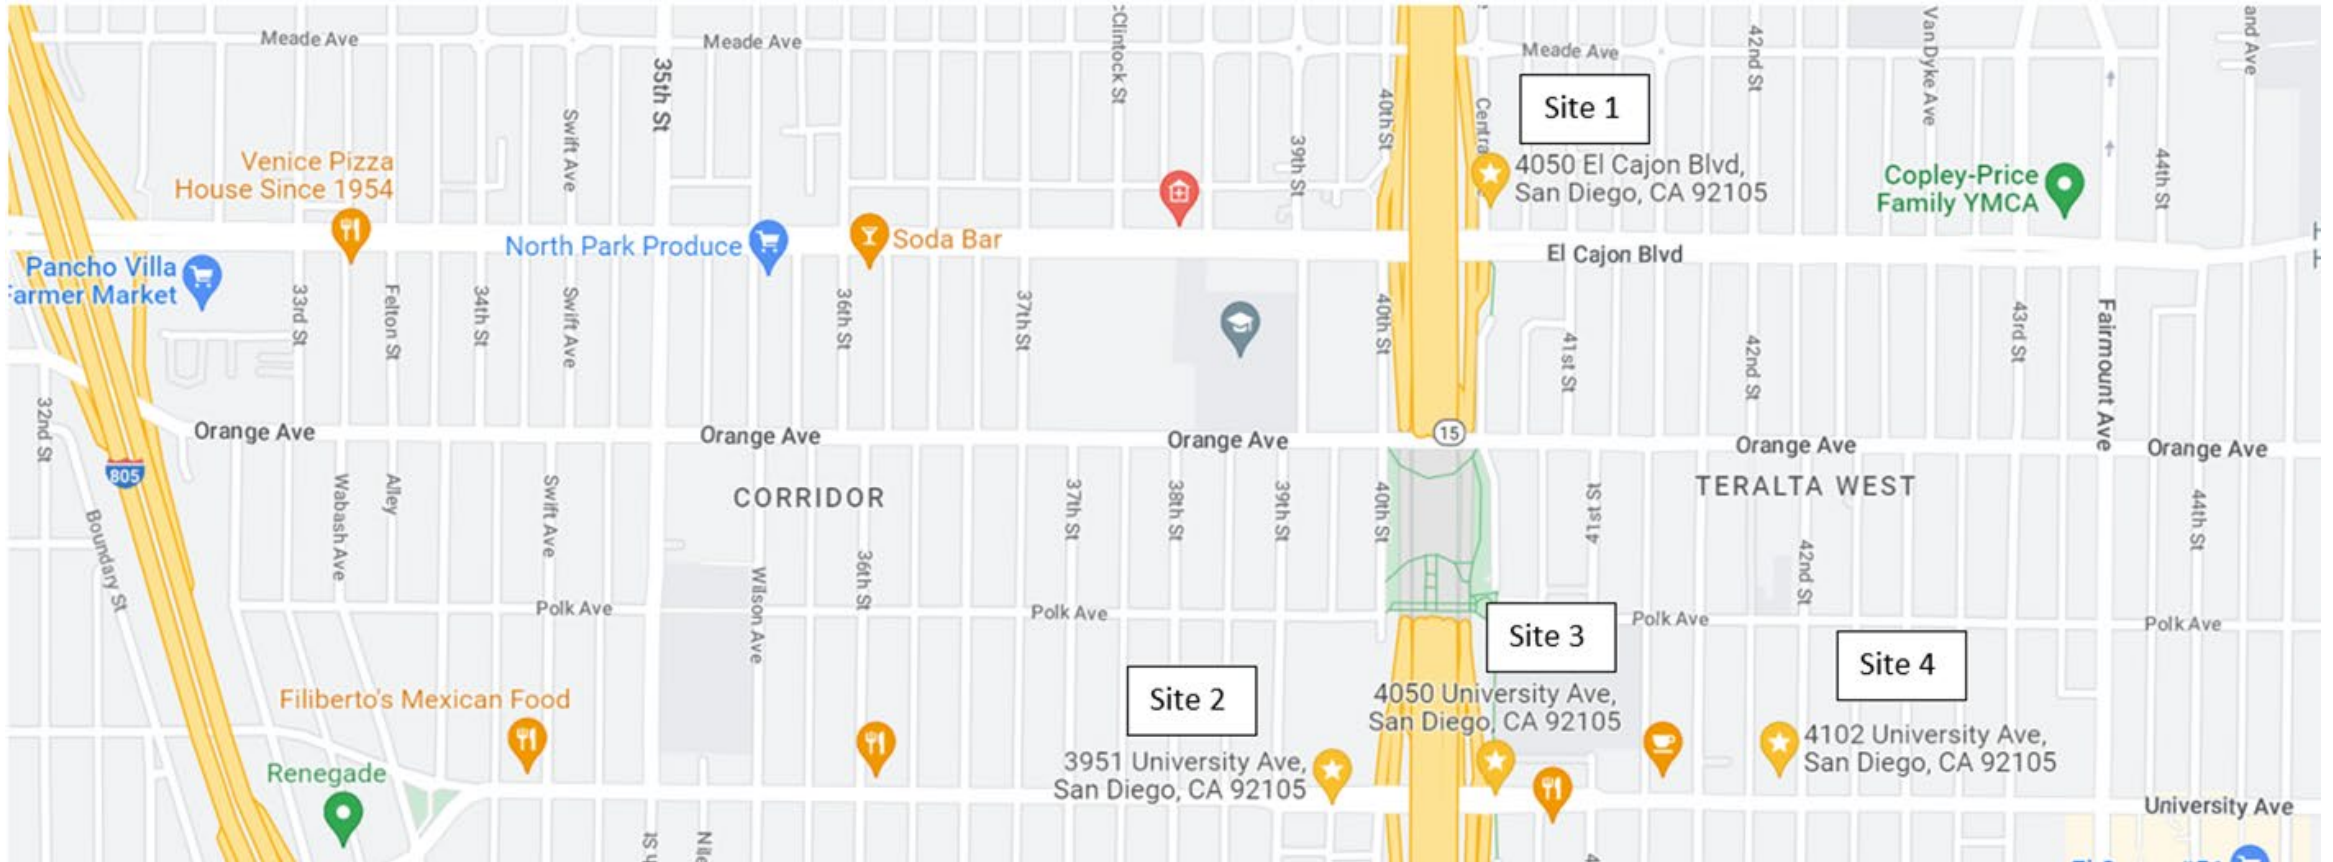 Meade Ave
Meade Ave
Meade Ave
35th St
Swift Ave
40th St
39th St
42nd St
Van Dyke Ave
44th St
Site 1
4050 El Cajon Blvd,
San Diego, CA 92105
Venice Pizza
House Since 1954
Copley-Price
Family YMCA
North Park Produce
Soda Bar
El Cajon Blvd
Pancho Villa
33rd St
Felton St
34th St
Swift Ave
36th St
37th St
40th St
41st St
42nd St
43rd St
Fairmount Ave
32nd St
Orange Ave
Orange Ave
Orange Ave
15
Orange Ave
Orange Ave
805
CORRIDOR
TERALTA WEST
Boundary St
Wabash Ave
Alley
Swift Ave
36th St
37th St
38th St
39th St
40th St
41st St
42nd St
44th St
Wilson Ave
Polk Ave
Polk Ave
Polk Ave
Polk Ave
Site 3
Site 4
Site 2
4050 University Ave,
San Diego, CA 92105
Filiberto's Mexican Food
3951 University Ave,
San Diego, CA 92105
4102 University Ave,
San Diego, CA 92105
Renegade
University Ave